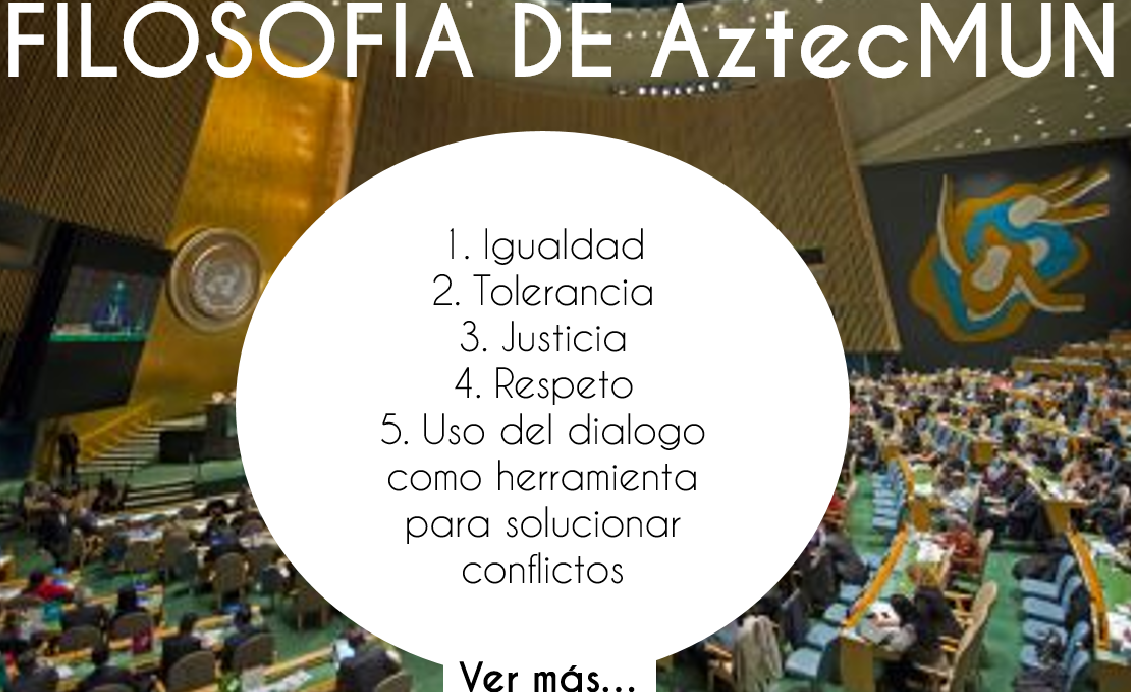 FILOSOFIA DE AztecMUN
1. Igualdad
2. Tolerancia
3. Justicia
4. Respeto
5. Uso del dialogo
como herramienta
para solucionar
conflictos
Ver más...